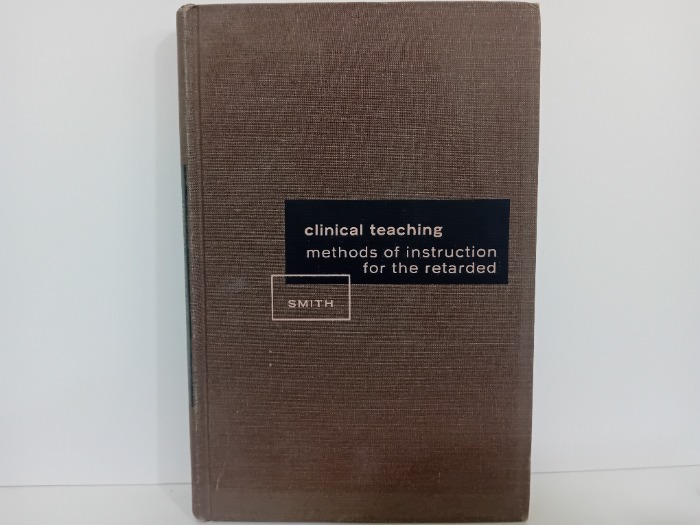 clinical teaching
methods of instruction
for the retarded
SMITH